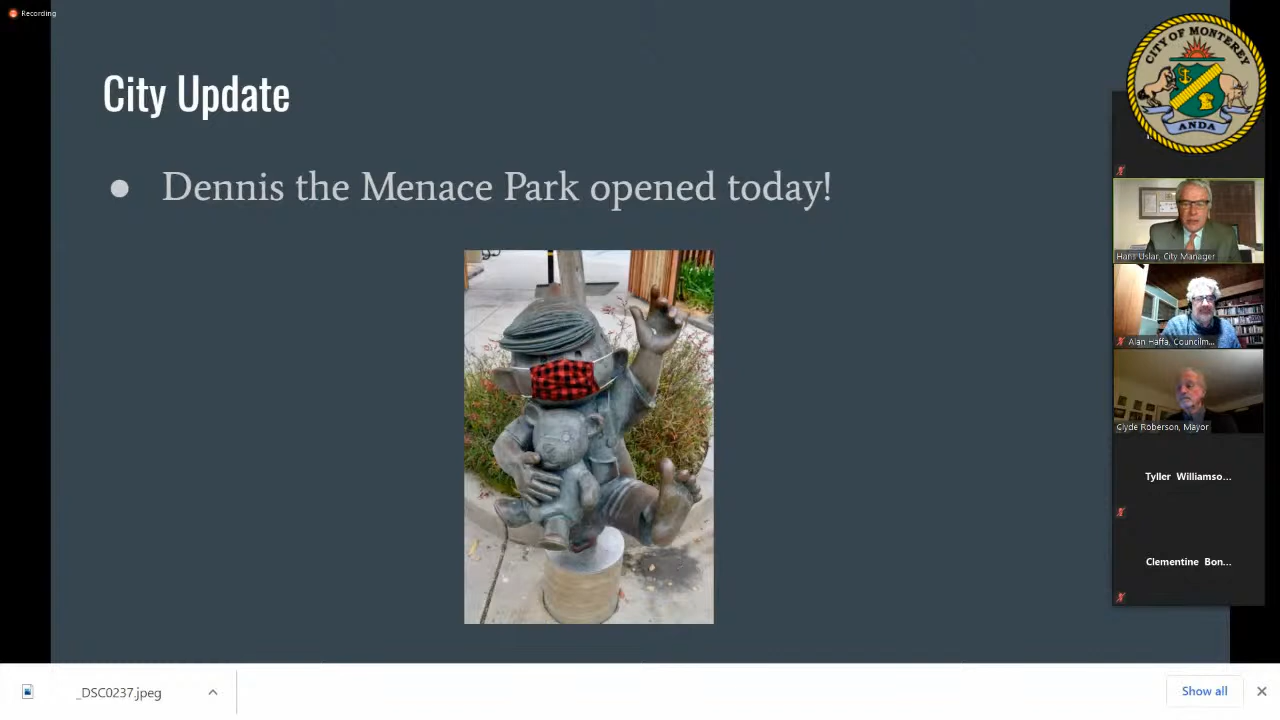 Recording
City Update
● Dennis the Menace Park opened today!
CITY OF MONTEREY
ANDA
Hans Uslar, City Manager
Alan Haffa, Councilm...
Clyde Roberson, Mayor
Tyller Williamso...
Clementine Bon...
_DSC0237.jpeg
Show all